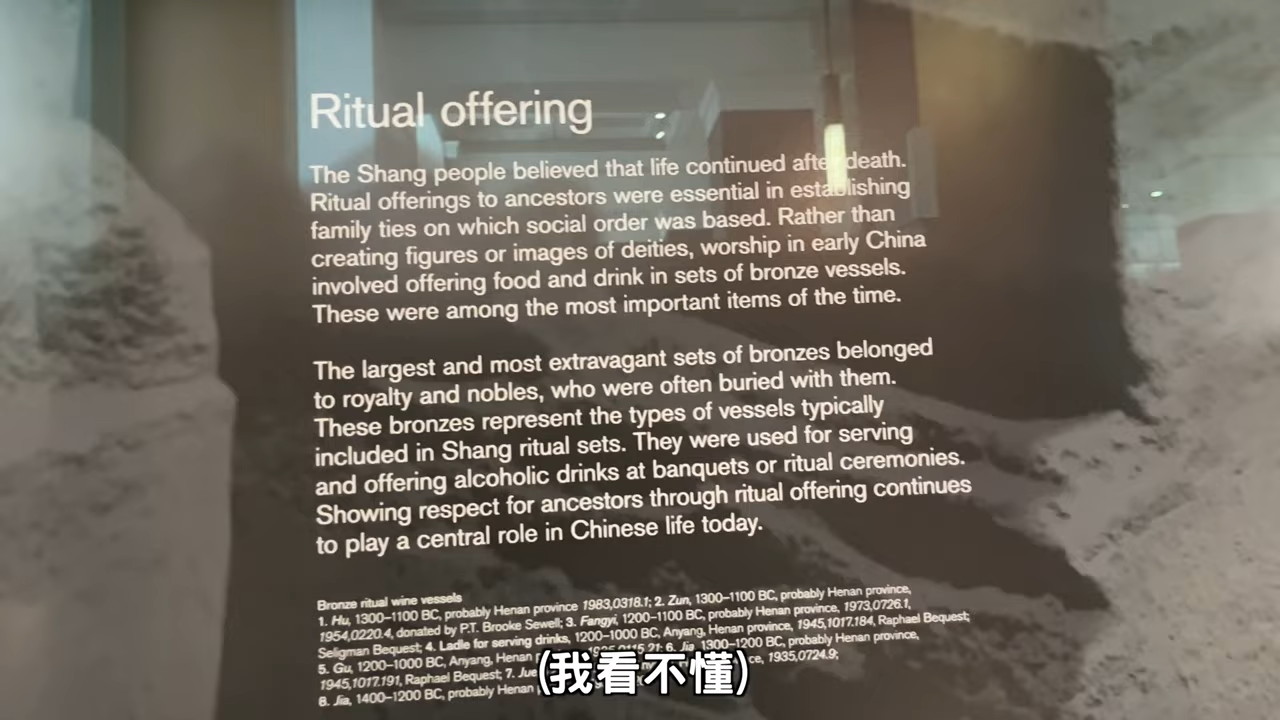 Ritual offering
The Shang people believed that life continued after death.
Ritual offerings to ancestors were essential in establishing
family ties on which social order was based. Rather than
creating figures or images of deities, worship in early China
involved offering food and drink in sets of bronze vessels.
These were among the most important items of the time.
The largest and most extravagant sets of bronzes belonged
to royalty and nobles, who were often buried with them.
These bronzes represent the types of vessels typically
included in Shang ritual sets. They were used for serving
and offering alcoholic drinks at banquets or ritual ceremonies.
Showing respect for ancestors through ritual offering continues
to play a central role in Chinese life today.
Bronze ritual wine vessels
1. Hu, 1300–1100 BC, probably Henan province 1983,0318.1; 2. Zun, 1300–1100 BC, probably Henan province,
1954,0220.4, donated by P.T. Brooke Sewell; 3. Fangyi, 1200–1100 BC, probably Henan province, 1973,0726.1,
Seligman Bequest; 4. Ladle for serving drinks, 1200–1000 BC, Anyang, Henan province, 1945,1017.184, Raphael Bequest;
5. Gu, 1200–1000 BC, Anyang, Henan 6. Jia, 1300–1200 BC, probably Henan province,
1945,1017.191, Raphael Bequest; 7. 1935,0724.9;
8. Jia, 1400–1200 BC, probably Henan
(我看不懂)